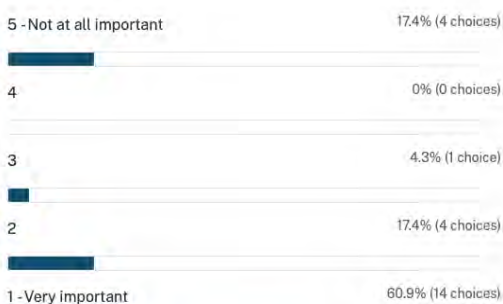 5 - Not at all important 17.4% (4 choices)
4 0% (0 choices)
3 4.3% (1 choice)
2 17.4% (4 choices)
1 - Very important 60.9% (14 choices)